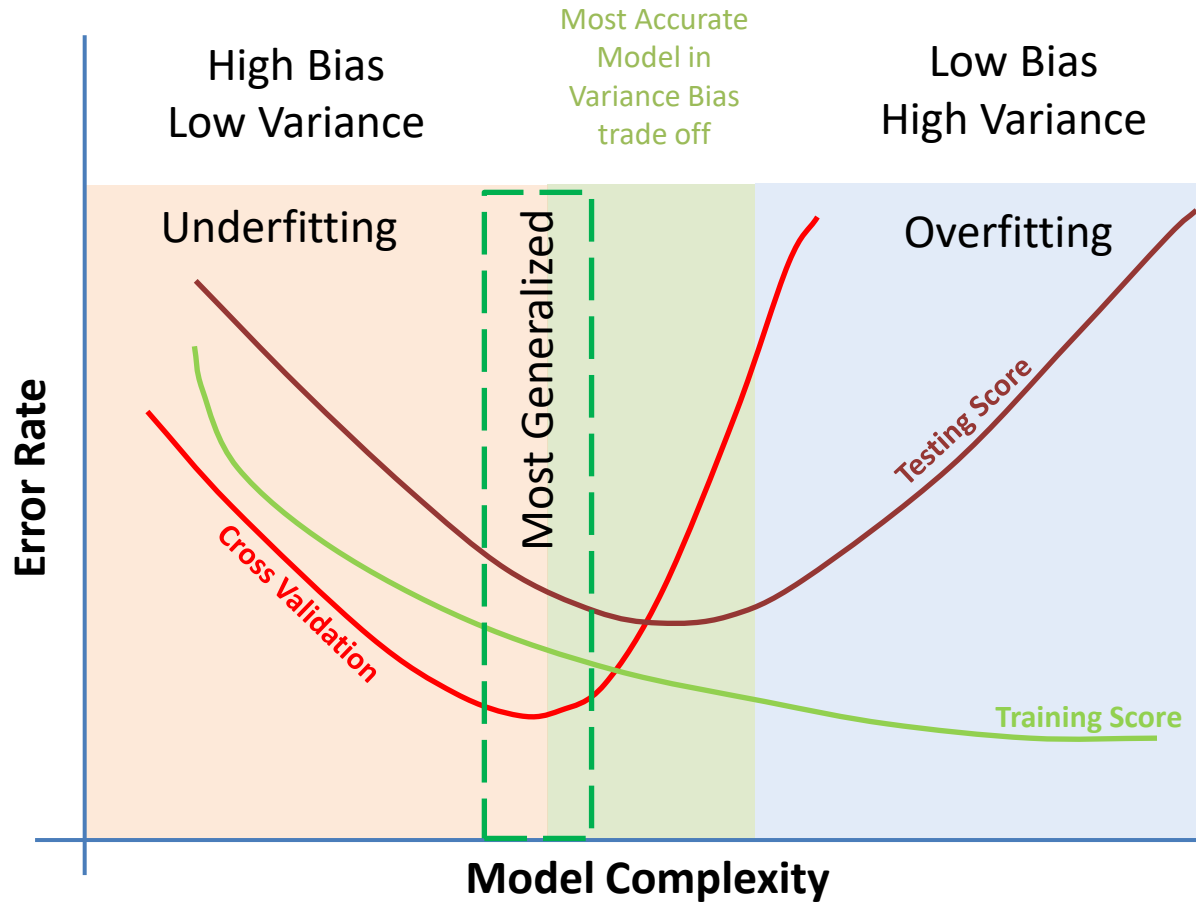 High Bias
Low Variance
Most Accurate
Model in
Variance Bias
trade off
Low Bias
High Variance
Underfitting
Most Generalized
Overfitting
Error Rate
Cross Validation
Testing Score
Training Score
Model Complexity